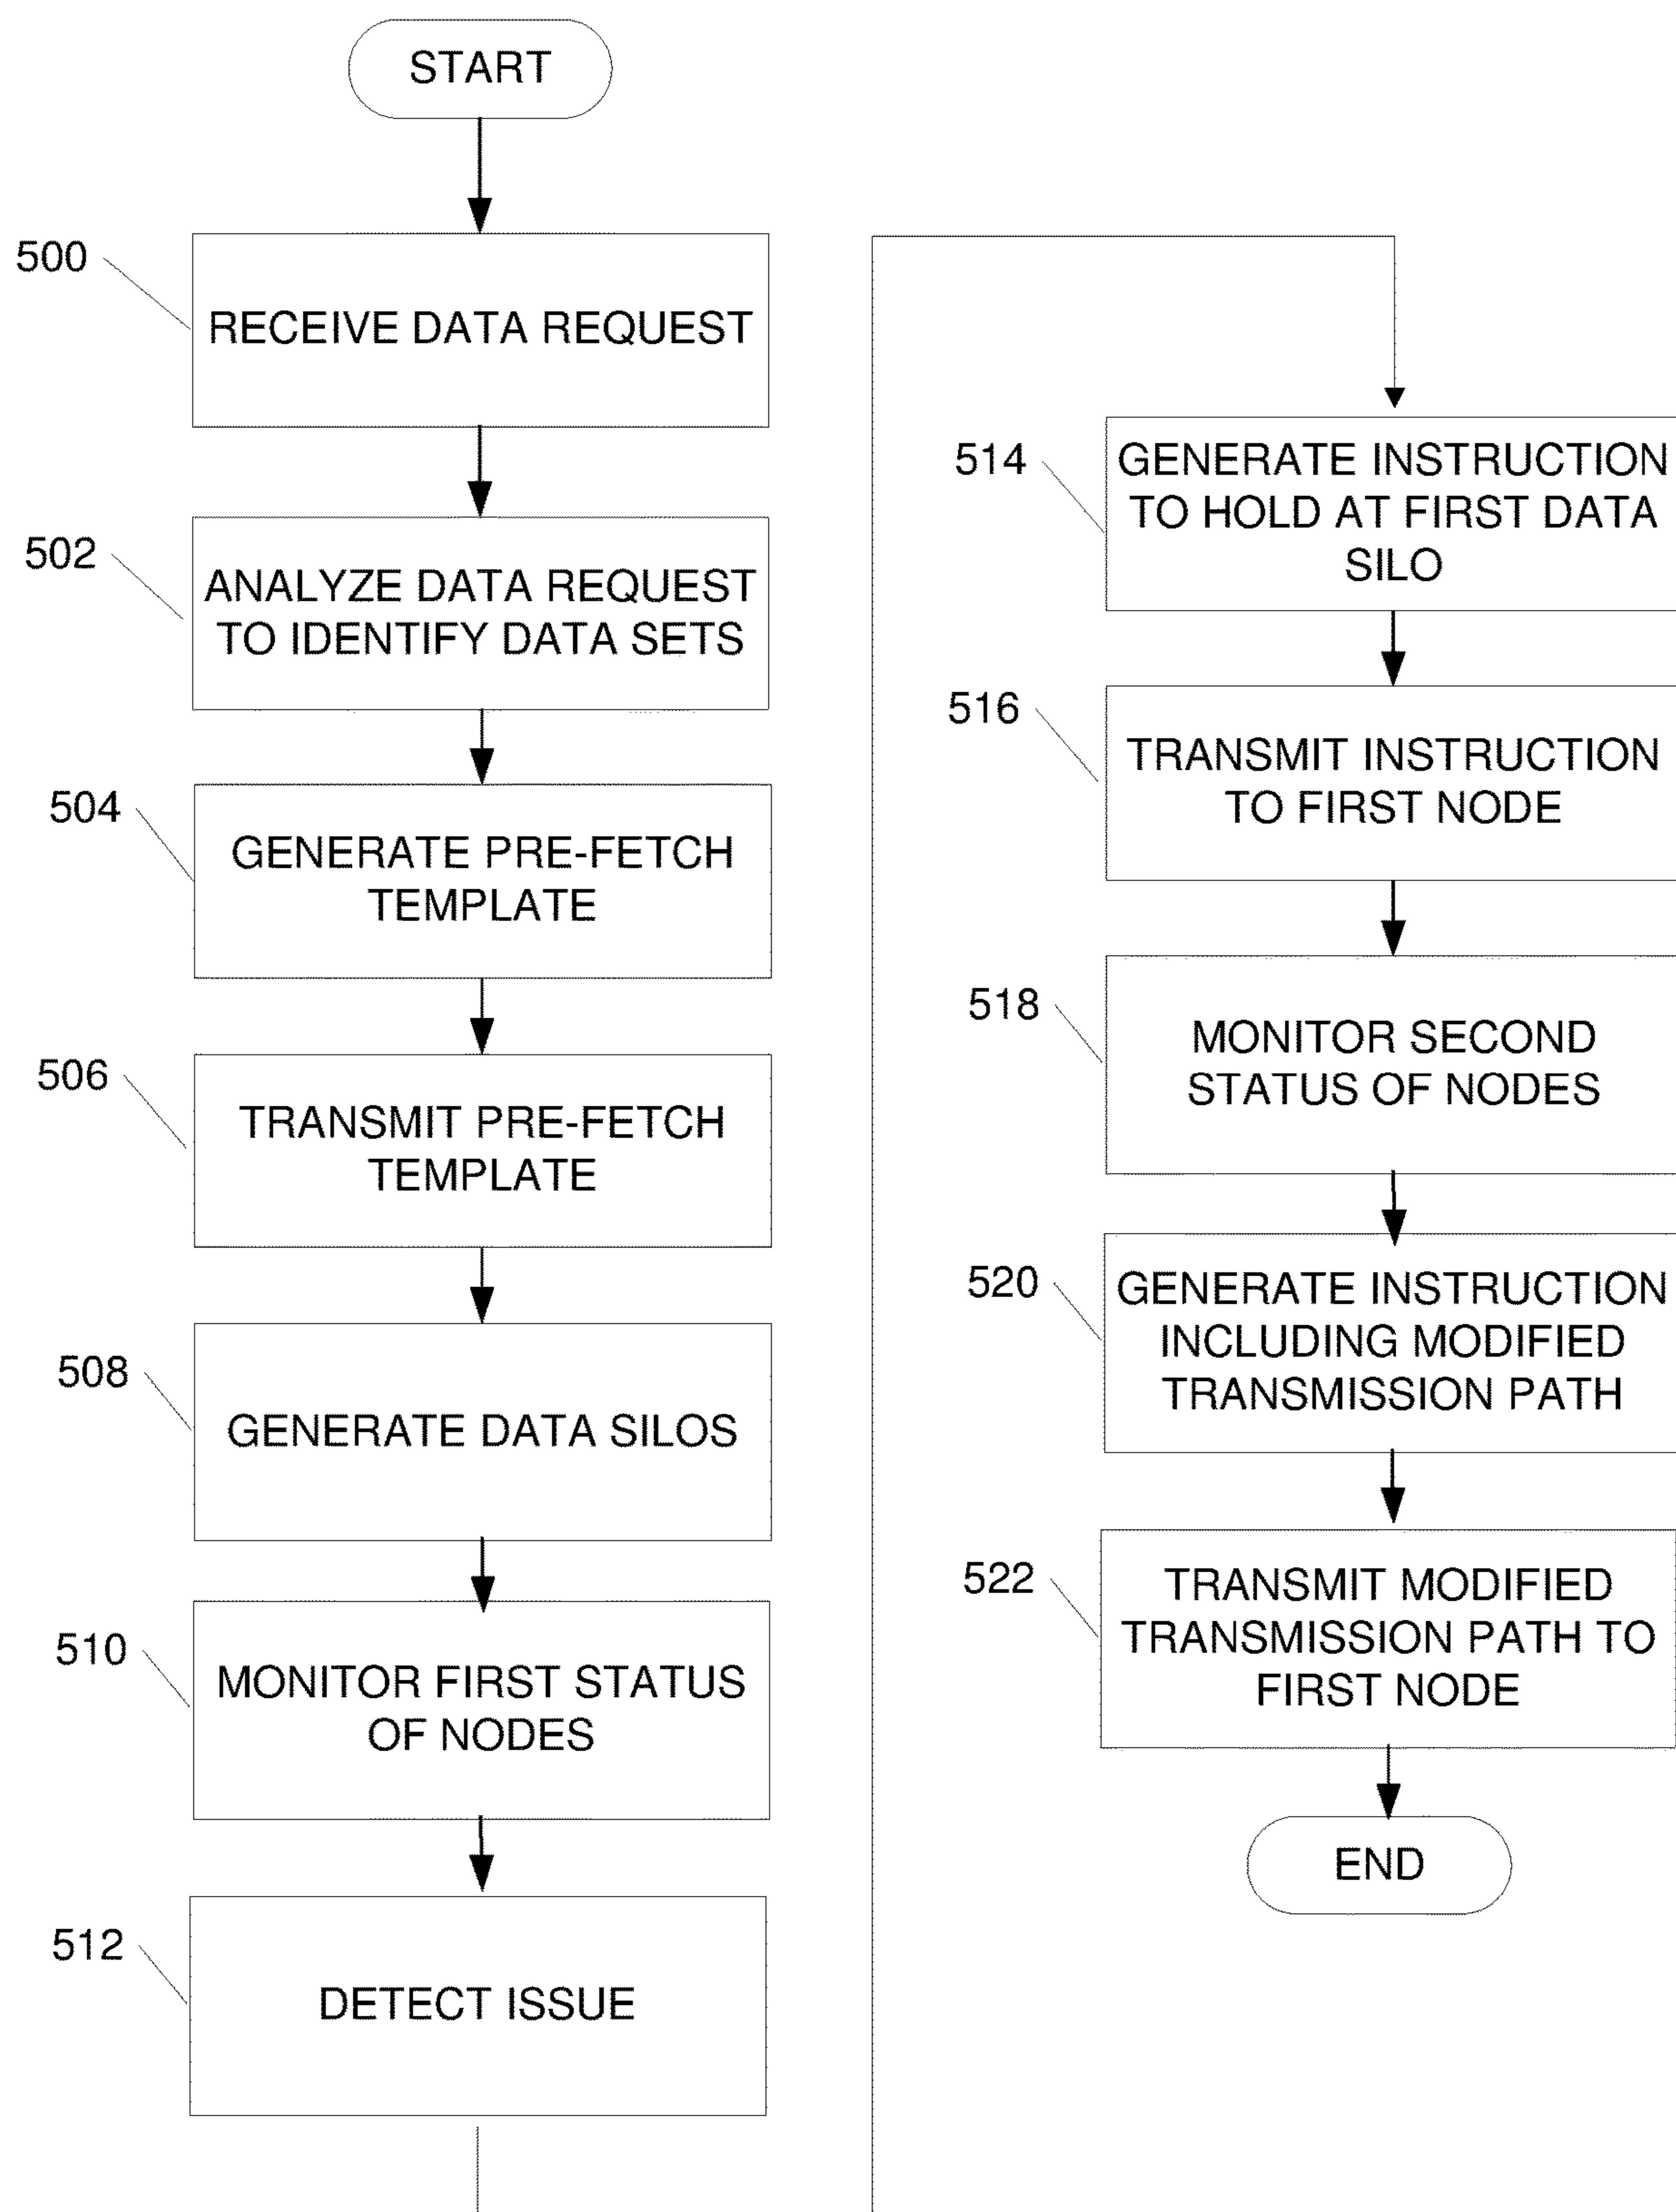 START
500
RECEIVE DATA REQUEST
502
ANALYZE DATA REQUEST
TO IDENTIFY DATA SETS
504
GENERATE PRE-FETCH
TEMPLATE
506
TRANSMIT PRE-FETCH
TEMPLATE
508
GENERATE DATA SILOS
510
MONITOR FIRST STATUS
OF NODES
512
DETECT ISSUE
514
GENERATE INSTRUCTION
TO HOLD AT FIRST DATA
SILO
516
TRANSMIT INSTRUCTION
TO FIRST NODE
518
MONITOR SECOND
STATUS OF NODES
520
GENERATE INSTRUCTION
INCLUDING MODIFIED
TRANSMISSION PATH
522
TRANSMIT MODIFIED
TRANSMISSION PATH TO
FIRST NODE
END